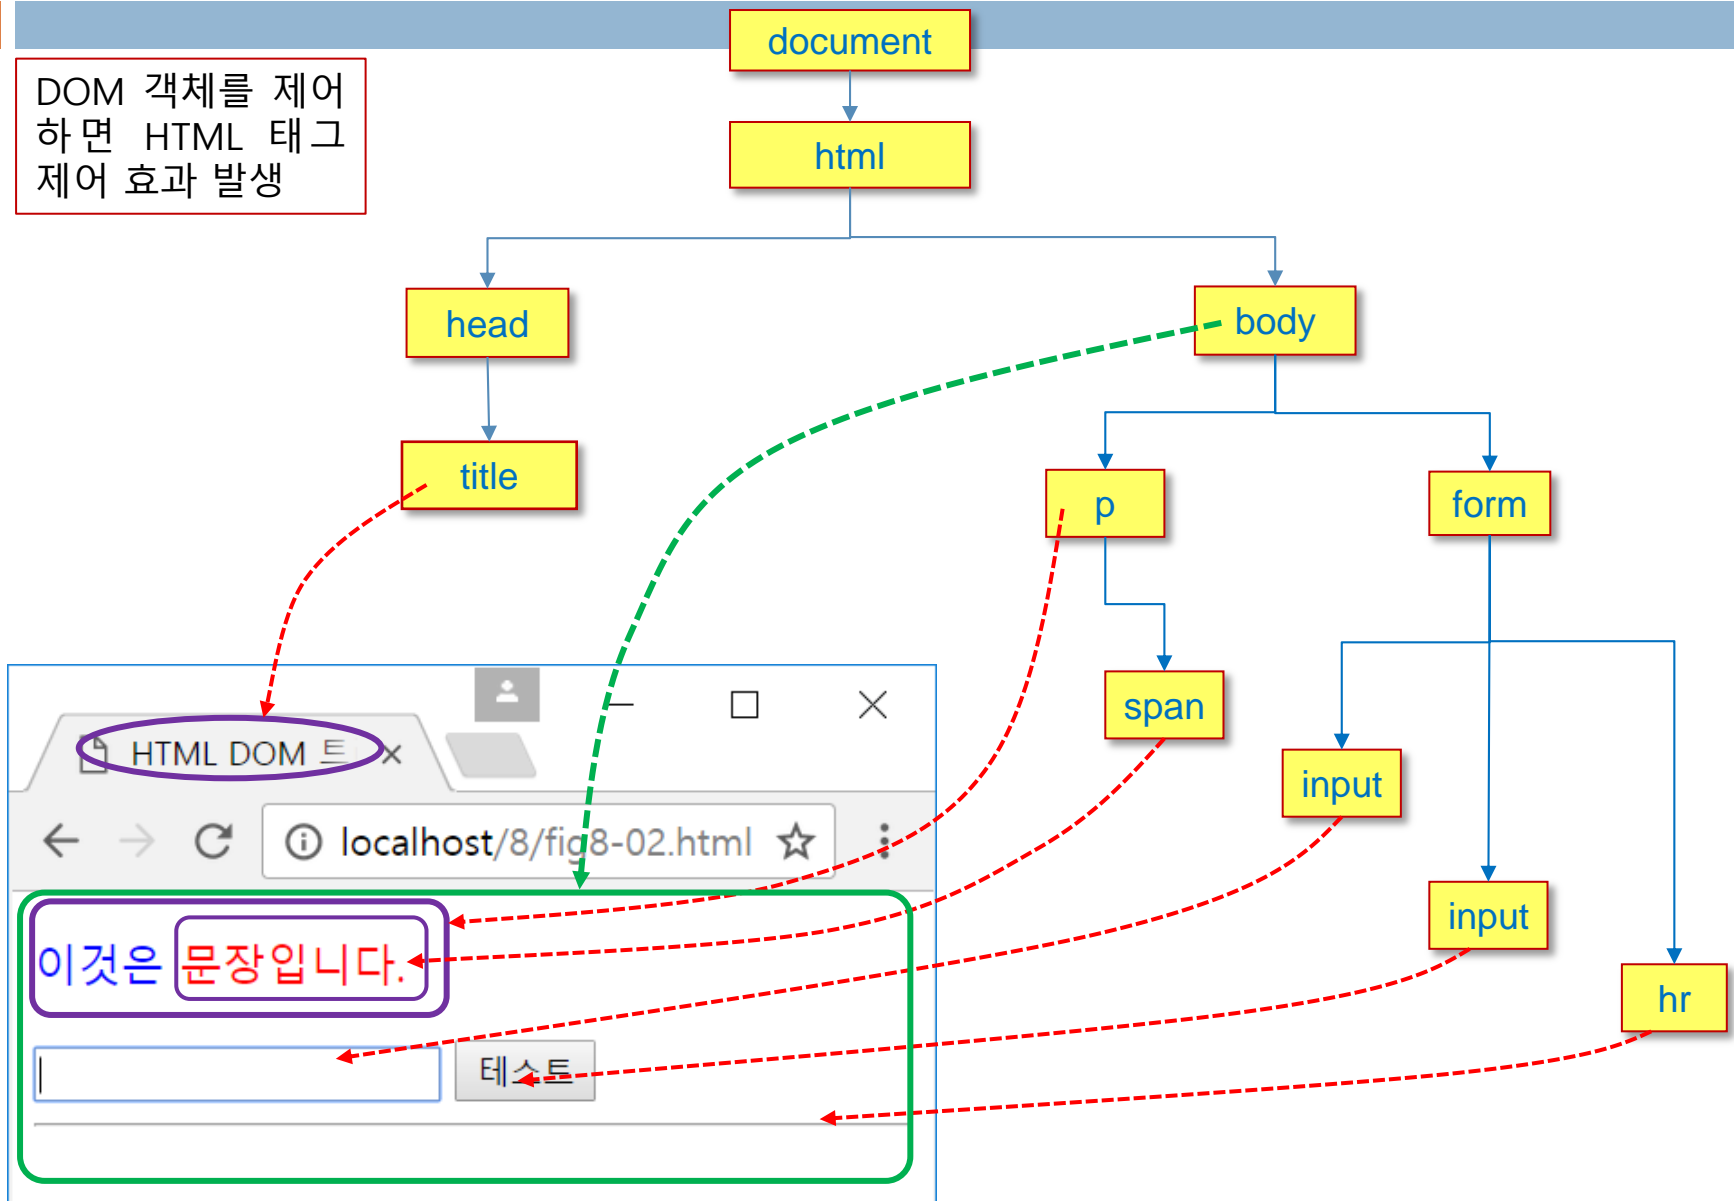 document
DOM 객체를 제어
하면 HTML 태그
제어 효과 발생
html
head
body
title
p
form
span
input
input
hr
HTML DOM 트
localhost/8/fig8-02.html
이것은 문장입니다.
테스트